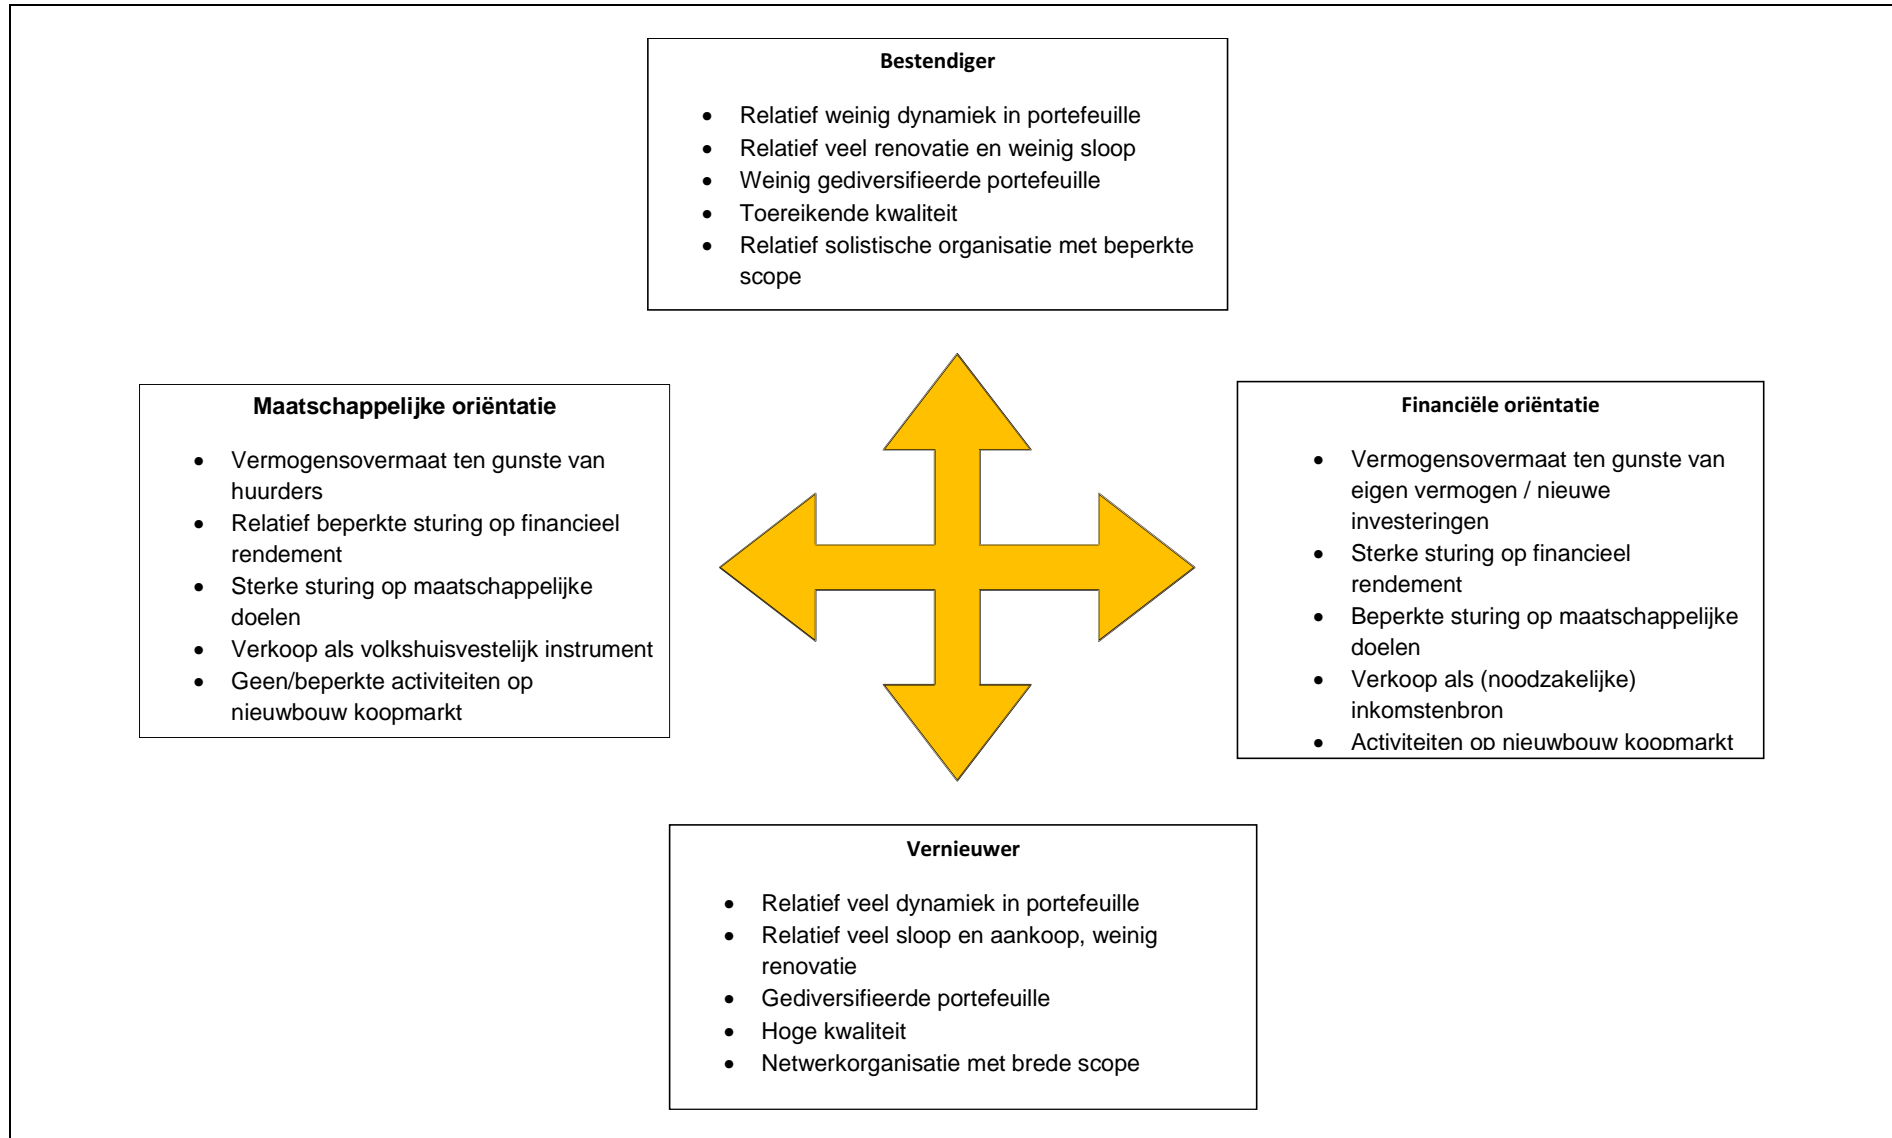 Bestendiger
• Relatief weinig dynamiek in portefeuille
• Relatief veel renovatie en weinig sloop
• Weinig gediversifieerde portefeuille
• Toereikende kwaliteit
• Relatief solistische organisatie met beperkte
scope
Maatschappelijke oriëntatie
• Vermogensovermaat ten gunste van
huurders
• Relatief beperkte sturing op financieel
rendement
• Sterke sturing op maatschappelijke
doelen
• Verkoop als volkshuisvestelijk instrument
• Geen/beperkte activiteiten op
nieuwbouw koopmarkt
Financiële oriëntatie
• Vermogensovermaat ten gunste van
eigen vermogen / nieuwe
investeringen
• Sterke sturing op financieel
rendement
• Beperkte sturing op maatschappelijke
doelen
• Verkoop als (noodzakelijke)
inkomstenbron
• Activiteiten op nieuwbouw koopmarkt
Vernieuwer
• Relatief veel dynamiek in portefeuille
• Relatief veel sloop en aankoop, weinig
renovatie
• Gediversifieerde portefeuille
• Hoge kwaliteit
• Netwerkorganisatie met brede scope